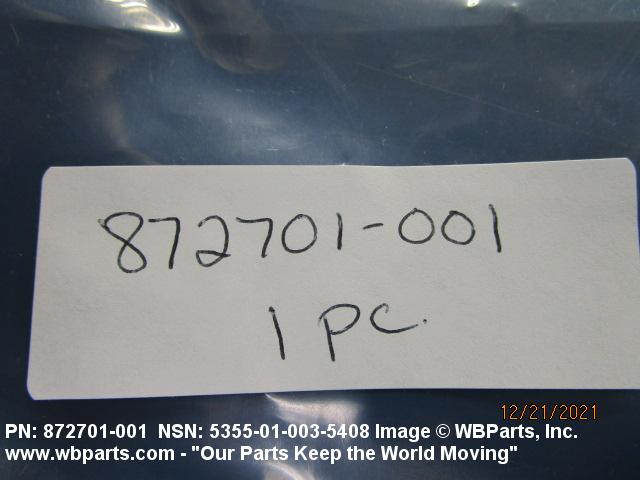 872701-001
1 PC.
12/21/2021
PN: 872701-001 NSN: 5355-01-003-5408 Image © WBParts, Inc.
www.wbparts.com - "Our Parts Keep the World Moving"